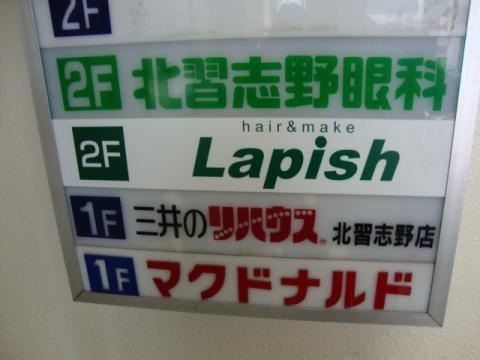 2F
2F 北習志野眼科
2F hair&make
Lapish
1F 三井のリハウス® 北習志野店
1F マクドナルド